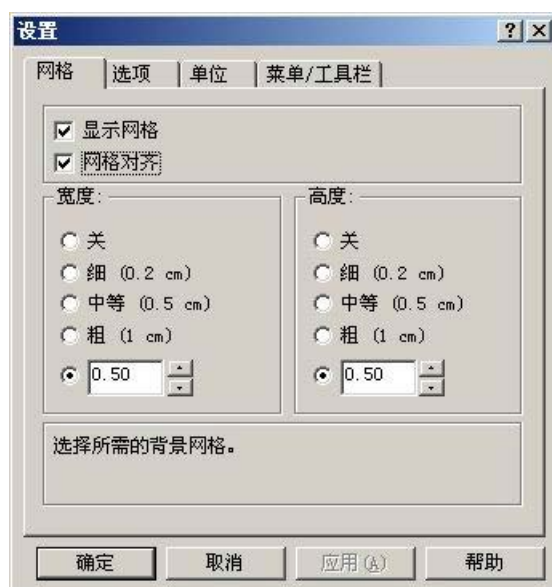 设置
网格 选项 单位 菜单/工具栏
显示网格
网格对齐
宽度:
关
细 (0.2 cm)
中等 (0.5 cm)
粗 (1 cm)
0.50
高度:
关
细 (0.2 cm)
中等 (0.5 cm)
粗 (1 cm)
0.50
选择所需的背景网格。
确定 取消 应用(A) 帮助